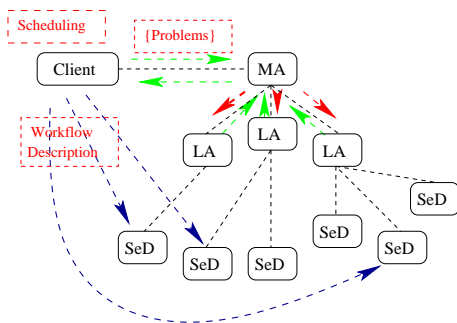 Scheduling
{Problems}
Client
MA
Workflow
Description
LA
LA
LA
SeD
SeD
SeD
SeD
SeD
SeD